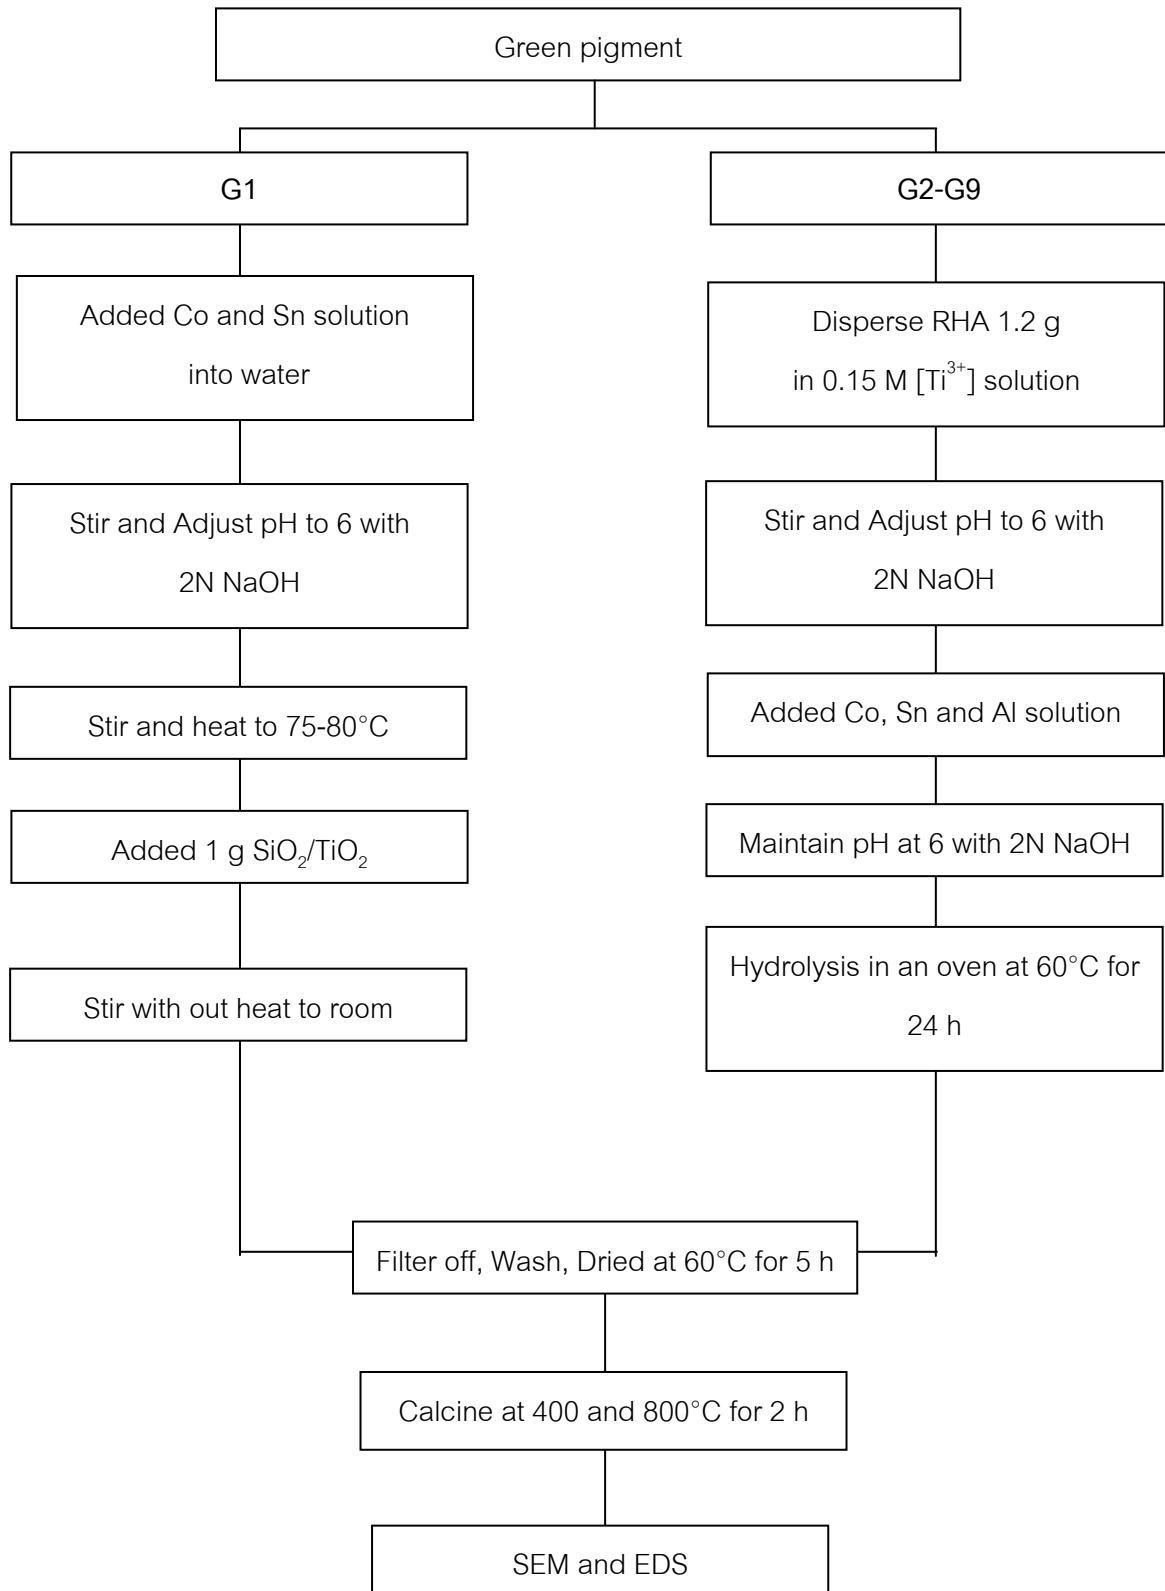 Green pigment
G1
Added Co and Sn solution
into water
Stir and Adjust pH to 6 with
2N NaOH
Stir and heat to 75-80°C
Added 1 g SiO₂/TiO₂
Stir with out heat to room
G2-G9
Disperse RHA 1.2 g
in 0.15 M [Ti³⁺] solution
Stir and Adjust pH to 6 with
2N NaOH
Added Co, Sn and Al solution
Maintain pH at 6 with 2N NaOH
Hydrolysis in an oven at 60°C for
24 h
Filter off, Wash, Dried at 60°C for 5 h
Calcine at 400 and 800°C for 2 h
SEM and EDS